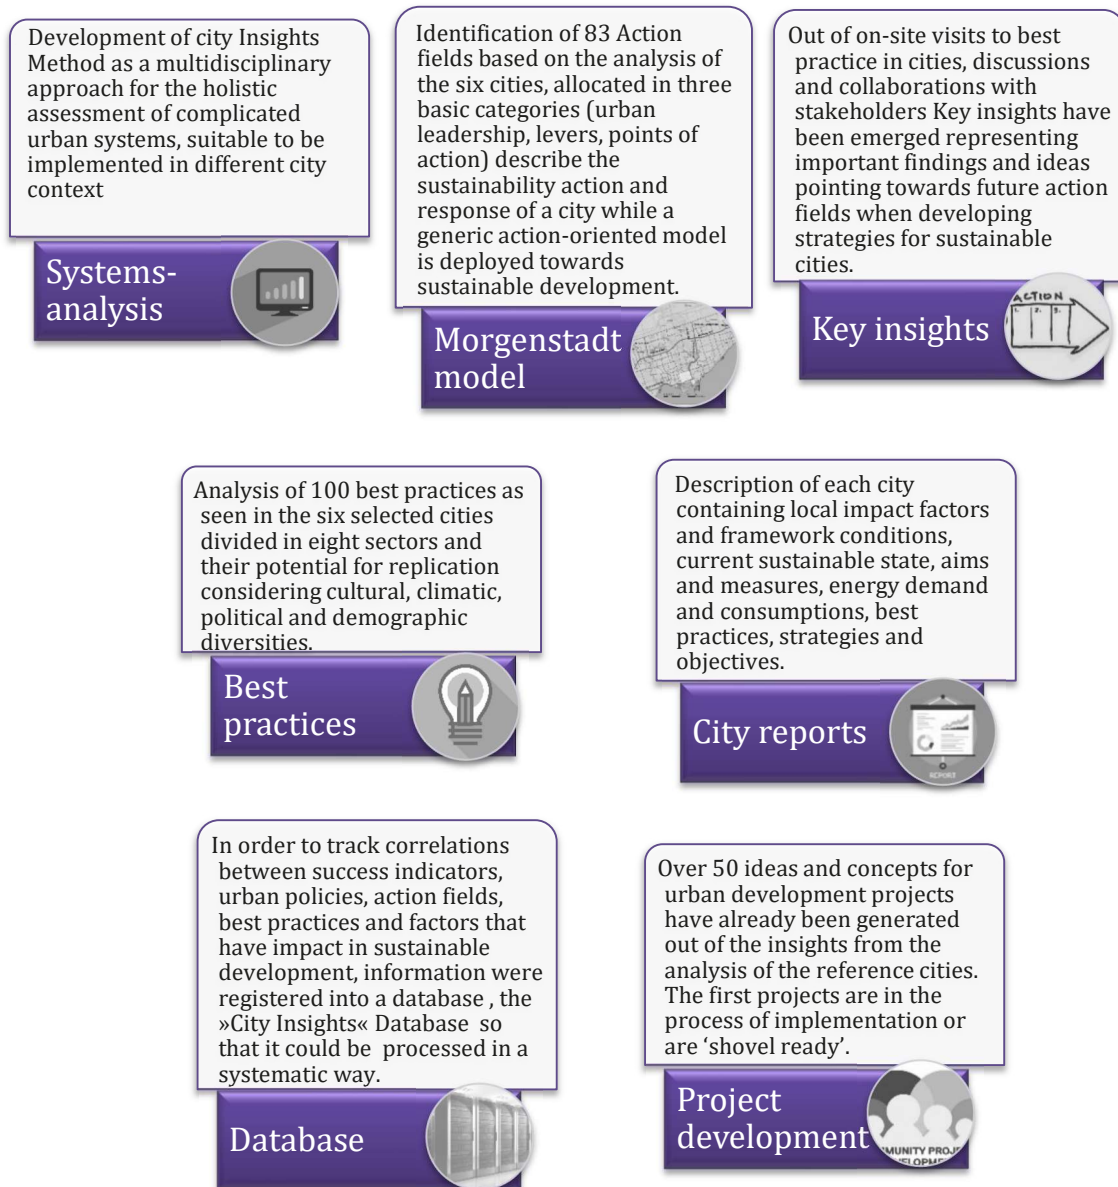 Development of city Insights
Method as a multidisciplinary
approach for the holistic
assessment of complicated
urban systems, suitable to be
implemented in different city
context
Systems-
analysis
Identification of 83 Action
fields based on the analysis of
the six cities, allocated in three
basic categories (urban
leadership, levers, points of
action) describe the
sustainability action and
response of a city while a
generic action-oriented model
is deployed towards
sustainable development.
Morgenstadt
model
Out of on-site visits to best
practice in cities, discussions
and collaborations with
stakeholders Key insights have
been emerged representing
important findings and ideas
pointing towards future action
fields when developing
strategies for sustainable
cities.
Key insights
ACTION
1. 2. 3.
Analysis of 100 best practices as
seen in the six selected cities
divided in eight sectors and
their potential for replication
considering cultural, climatic,
political and demographic
diversities.
Best
practices
Description of each city
containing local impact factors
and framework conditions,
current sustainable state, aims
and measures, energy demand
and consumptions, best
practices, strategies and
objectives.
City reports
REPORT
In order to track correlations
between success indicators,
urban policies, action fields,
best practices and factors that
have impact in sustainable
development, information were
registered into a database , the
»City Insights« Database so
that it could be processed in a
systematic way.
Database
Over 50 ideas and concepts for
urban development projects
have already been generated
out of the insights from the
analysis of the reference cities.
The first projects are in the
process of implementation or
are ‘shovel ready’.
Project
development
MUNITY PROJ
ELOPME